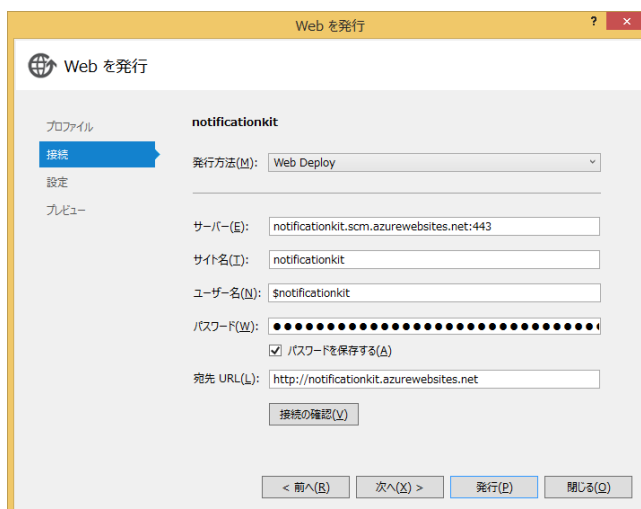 Web を発行
? ×
Web を発行
プロファイル
接続
設定
プレビュー
notificationkit
発行方法(M): Web Deploy
サーバー(E): notificationkit.scm.azurewebsites.net:443
サイト名(T): notificationkit
ユーザー名(N): $notificationkit
パスワード(W): ●●●●●●●●●●●●●●●●●●●●●●●●●●●●●●●
パスワードを保存する(A)
宛先 URL(L): http://notificationkit.azurewebsites.net
接続の確認(V)
< 前へ(R) 次へ(X) > 発行(P) 閉じる(O)